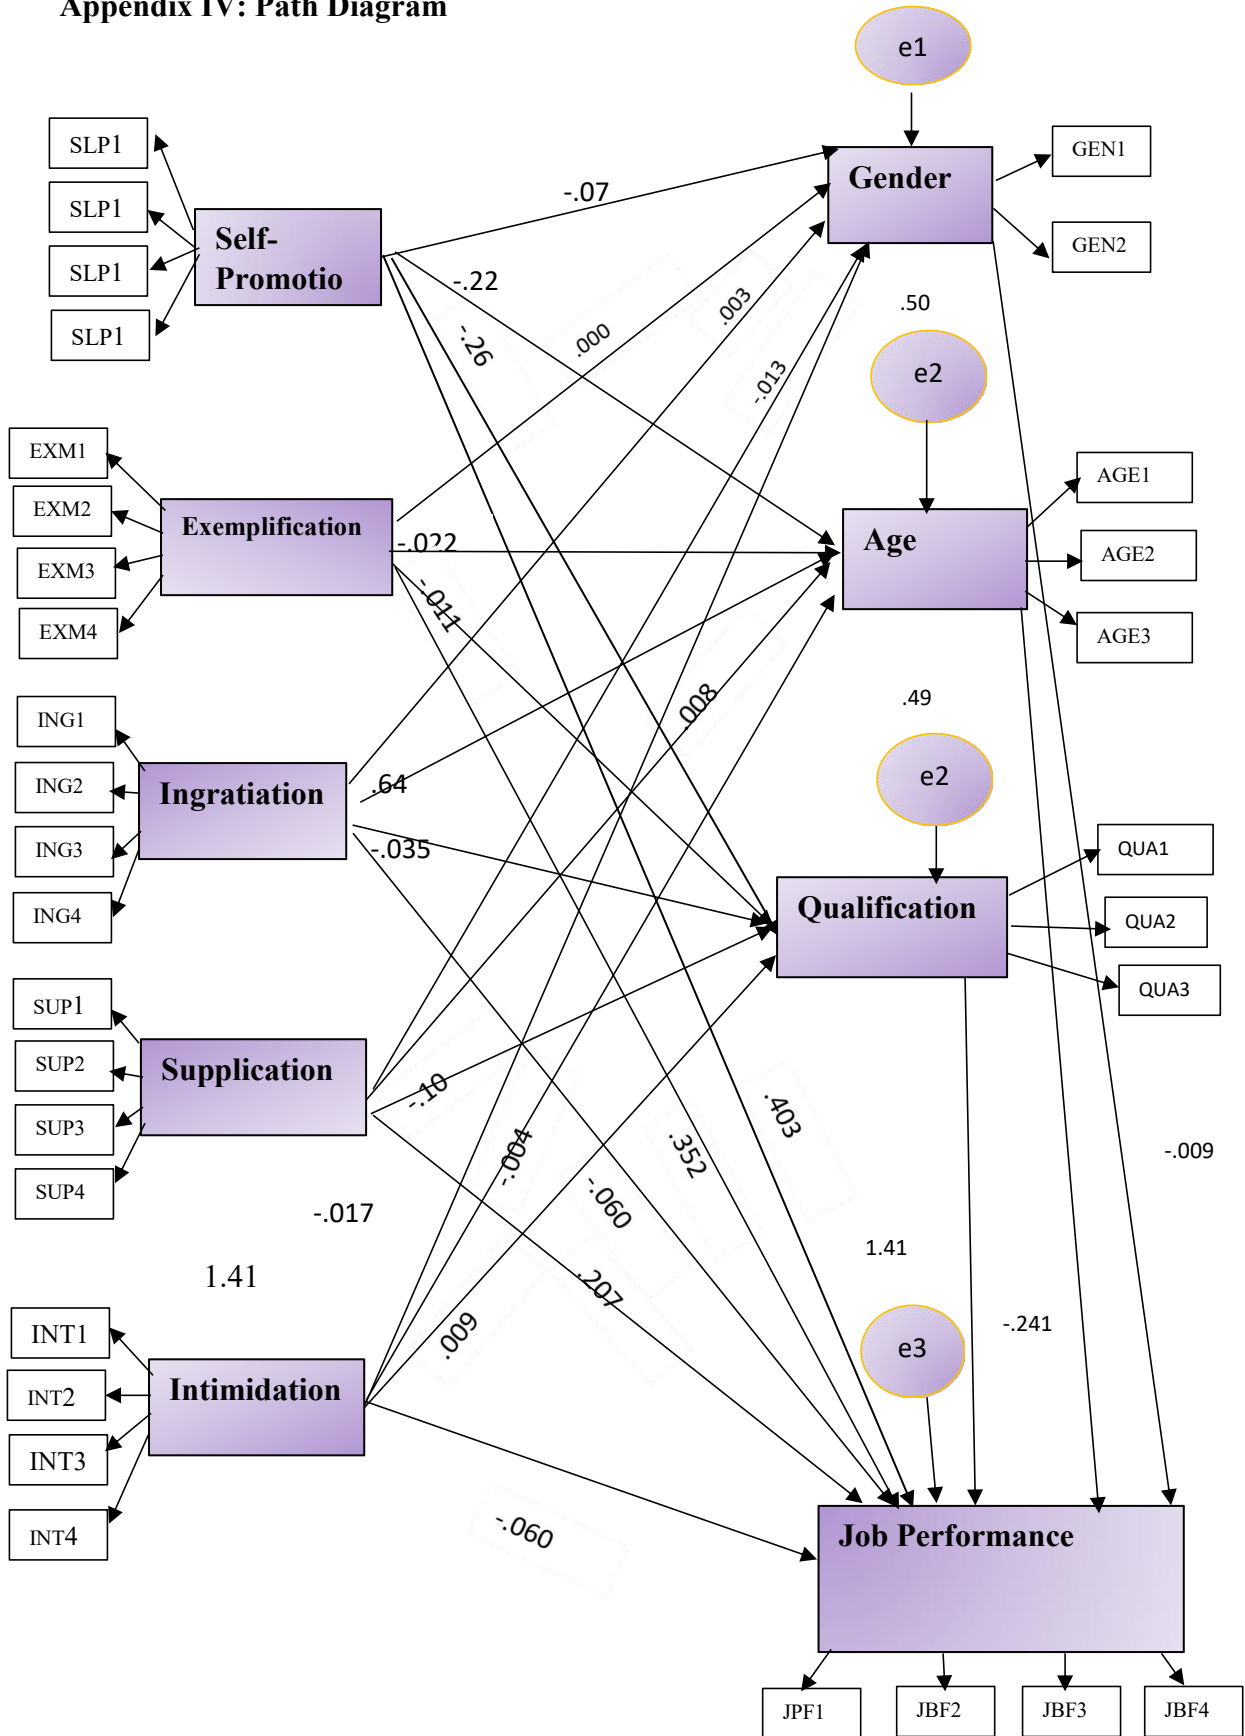 Appendix IV: Path Diagram
e1
SLP1
SLP1
SLP1
SLP1
Self-
Promotio
-.07
Gender
GEN1
GEN2
-.22
-.26
.000
.003
-.013
.50
e2
EXM1
EXM2
EXM3
EXM4
Exemplification
-.022
-.011
Age
AGE1
AGE2
AGE3
ING1
ING2
ING3
ING4
Ingratiation
.64
-.035
.008
.49
e2
Qualification
QUA1
QUA2
QUA3
SUP1
SUP2
SUP3
SUP4
Supplication
-.10
-.004
-.017
-.060
.352
.403
-.009
1.41
1.41
.207
.009
-.241
e3
INT1
INT2
INT3
INT4
Intimidation
-.060
Job Performance
JPF1
JBF2
JBF3
JBF4